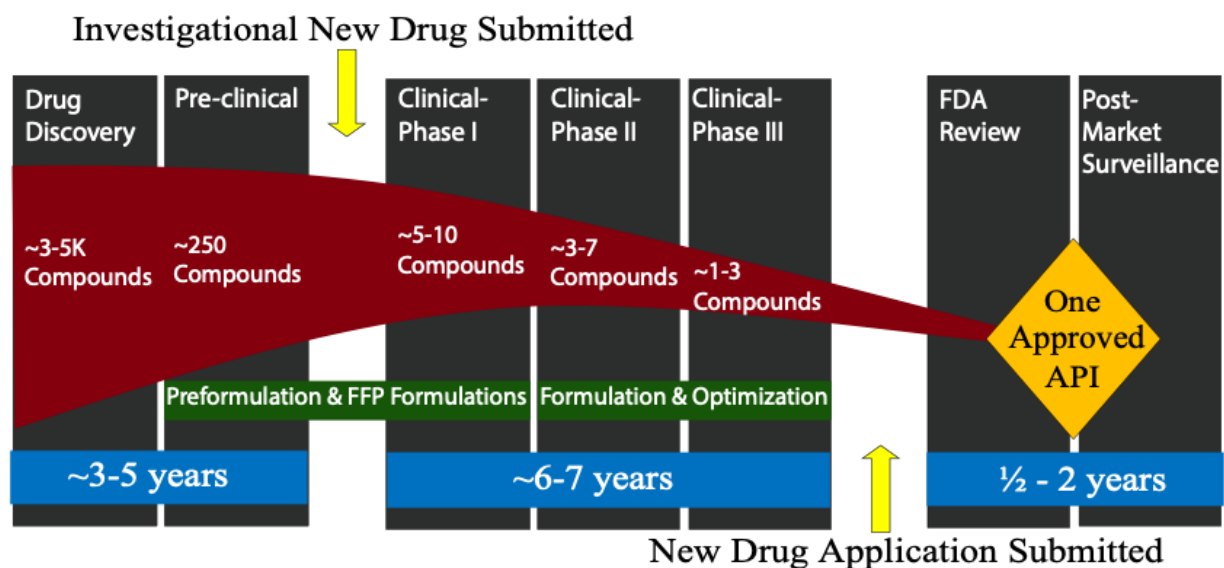 Investigational New Drug Submitted
Drug
Discovery
Pre-clinical
Clinical-
Phase I
Clinical-
Phase II
Clinical-
Phase III
FDA
Review
Post-
Market
Surveillance
~3-5K
Compounds
~250
Compounds
~5-10
Compounds
~3-7
Compounds
~1-3
Compounds
One
Approved
API
Preformulation & FFP Formulations
Formulation & Optimization
~3-5 years
~6-7 years
½ - 2 years
New Drug Application Submitted